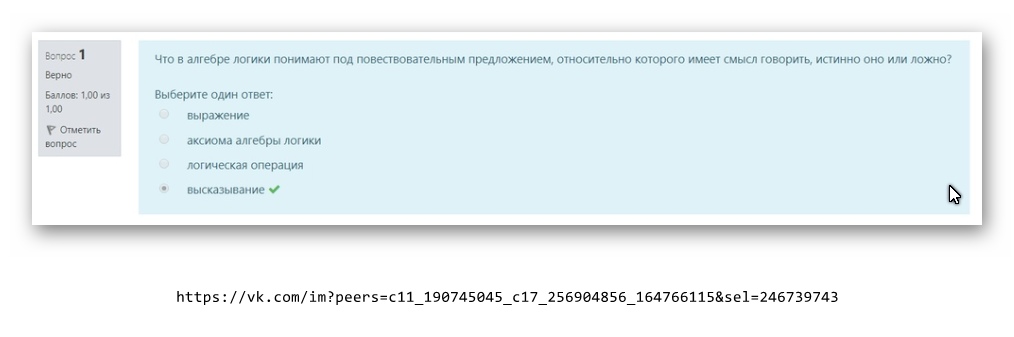 Вопрос 1
Верно
Баллов: 1,00 из
1,00
Отметить
вопрос
Что в алгебре логики понимают под повествовательным предложением, относительно которого имеет смысл говорить, истинно оно или ложно?
Выберите один ответ:
выражение
аксиома алгебры логики
логическая операция
высказывание
https://vk.com/im?peers=c11_190745045_c17_256904856_164766115&sel=246739743